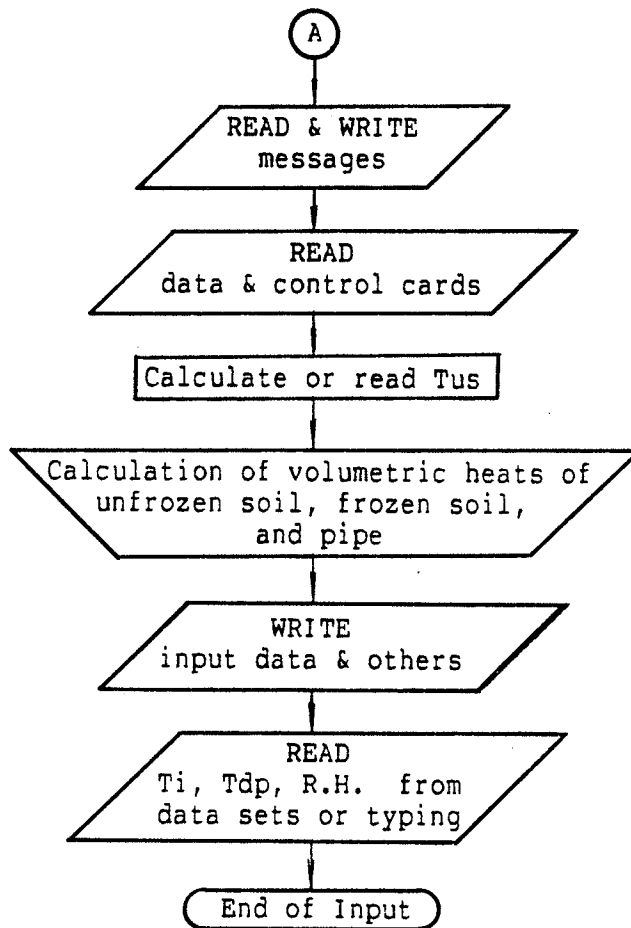 A
READ & WRITE
messages
READ
data & control cards
Calculate or read Tus
Calculation of volumetric heats of
unfrozen soil, frozen soil,
and pipe
WRITE
input data & others
READ
Ti, Tdp, R.H. from
data sets or typing
End of Input